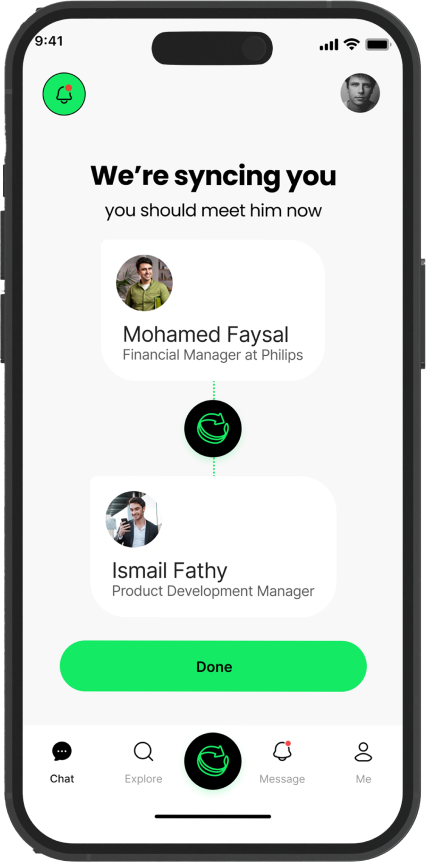 9:41
We're syncing you
you should meet him now
Mohamed Faysal
Financial Manager at Philips
Ismail Fathy
Product Development Manager
Done
Chat
Explore
Message
Me